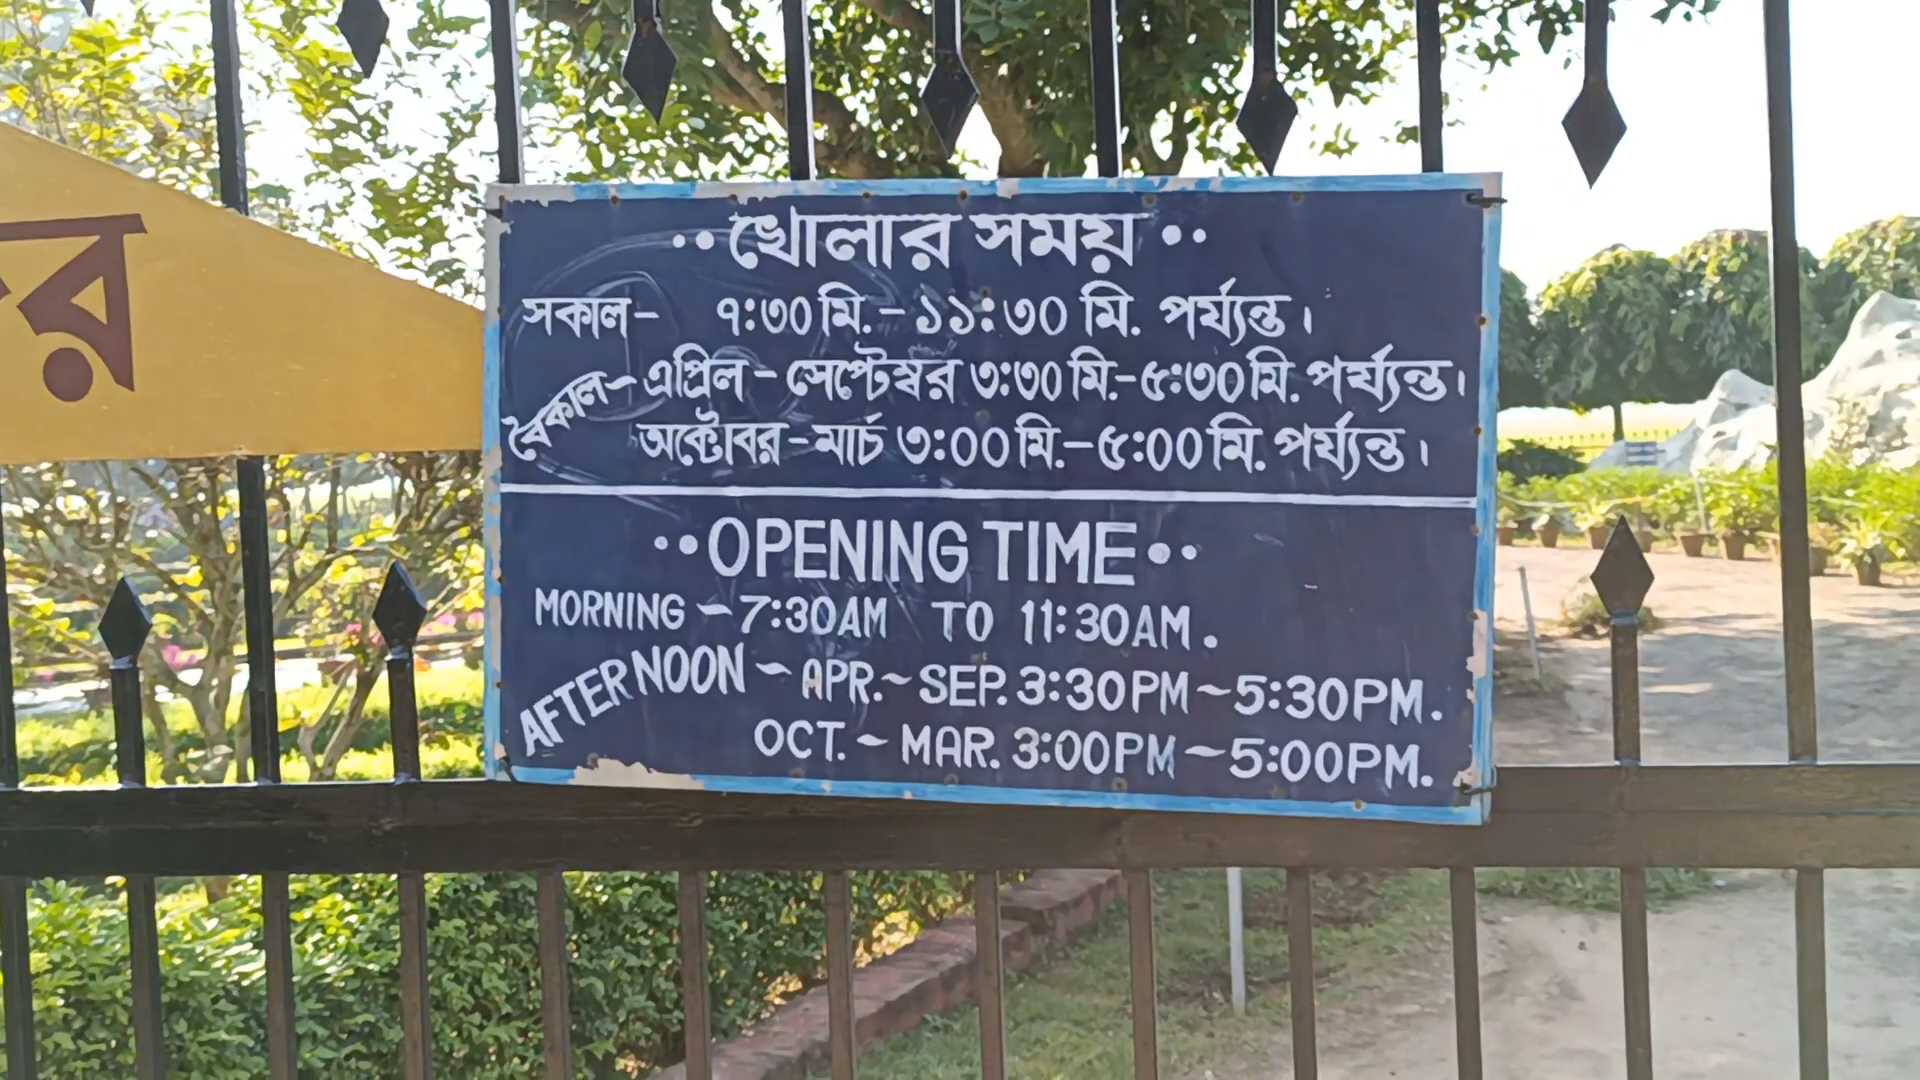 •• খোলার সময় ••
সকাল– ৭:৩০ মি. – ১১:৩০ মি. পর্য্যন্ত।
বৈকাল– এপ্রিল – সেপ্টেম্বর ৩:৩০ মি.–৫:৩০ মি. পর্য্যন্ত।
অক্টোবর – মার্চ ৩:০০ মি.–৫:০০ মি. পর্য্যন্ত।
•• OPENING TIME ••
MORNING ~ 7:30AM TO 11:30AM.
AFTERNOON ~ APR. ~ SEP. 3:30PM ~ 5:30PM.
OCT. ~ MAR. 3:00PM ~ 5:00PM.